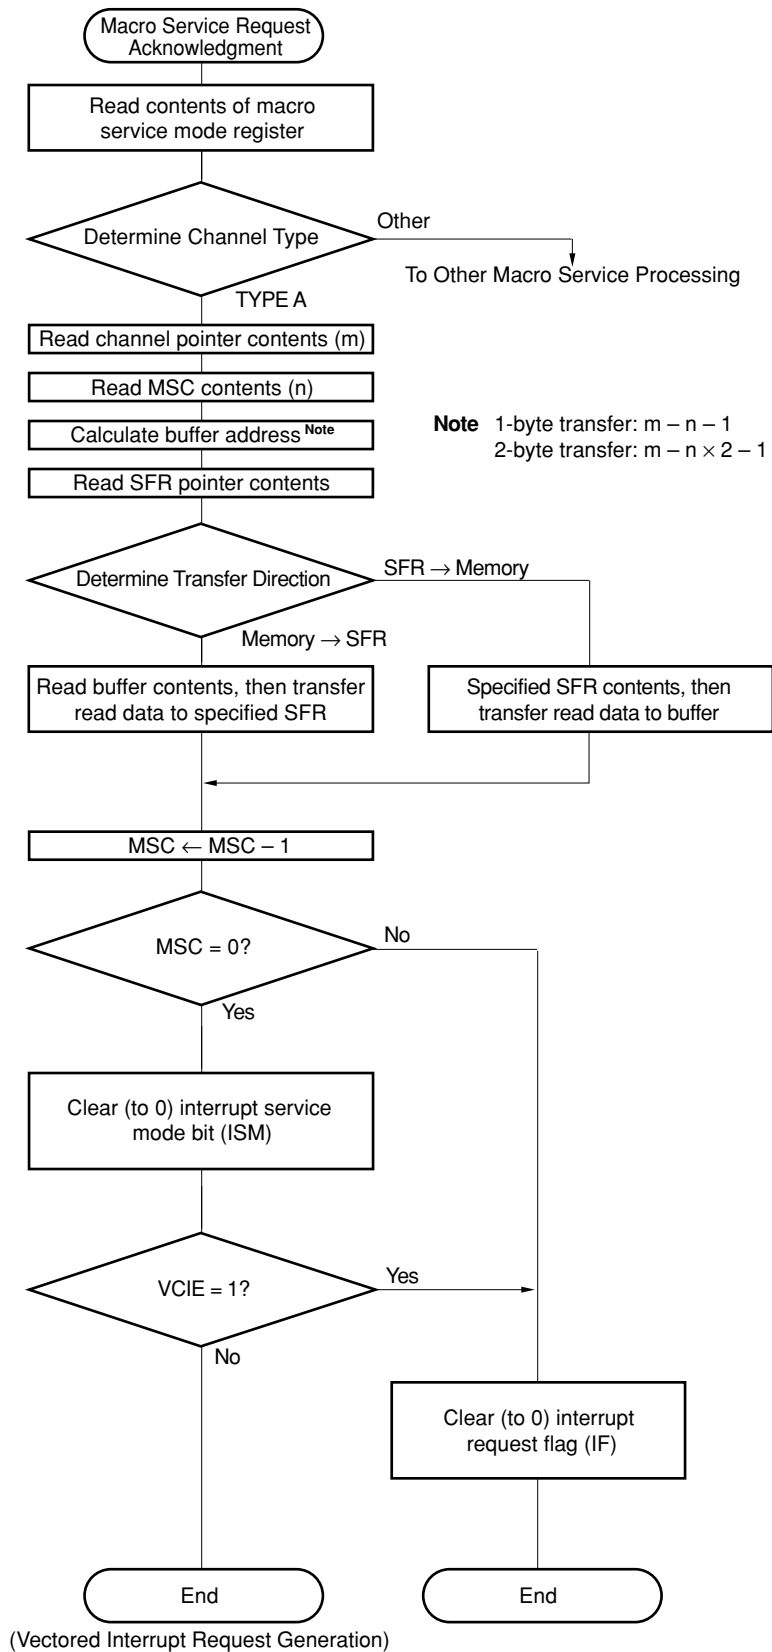 Macro Service Request
Acknowledgment
Read contents of macro
service mode register
Determine Channel Type
Other
To Other Macro Service Processing
TYPE A
Read channel pointer contents (m)
Read MSC contents (n)
Calculate buffer address Note
Note 1-byte transfer: m – n – 1
2-byte transfer: m – n × 2 – 1
Read SFR pointer contents
Determine Transfer Direction
SFR → Memory
Memory → SFR
Read buffer contents, then transfer
read data to specified SFR
Specified SFR contents, then
transfer read data to buffer
MSC ← MSC – 1
MSC = 0?
No
Yes
Clear (to 0) interrupt service
mode bit (ISM)
VCIE = 1?
Yes
No
Clear (to 0) interrupt
request flag (IF)
End
End
(Vectored Interrupt Request Generation)